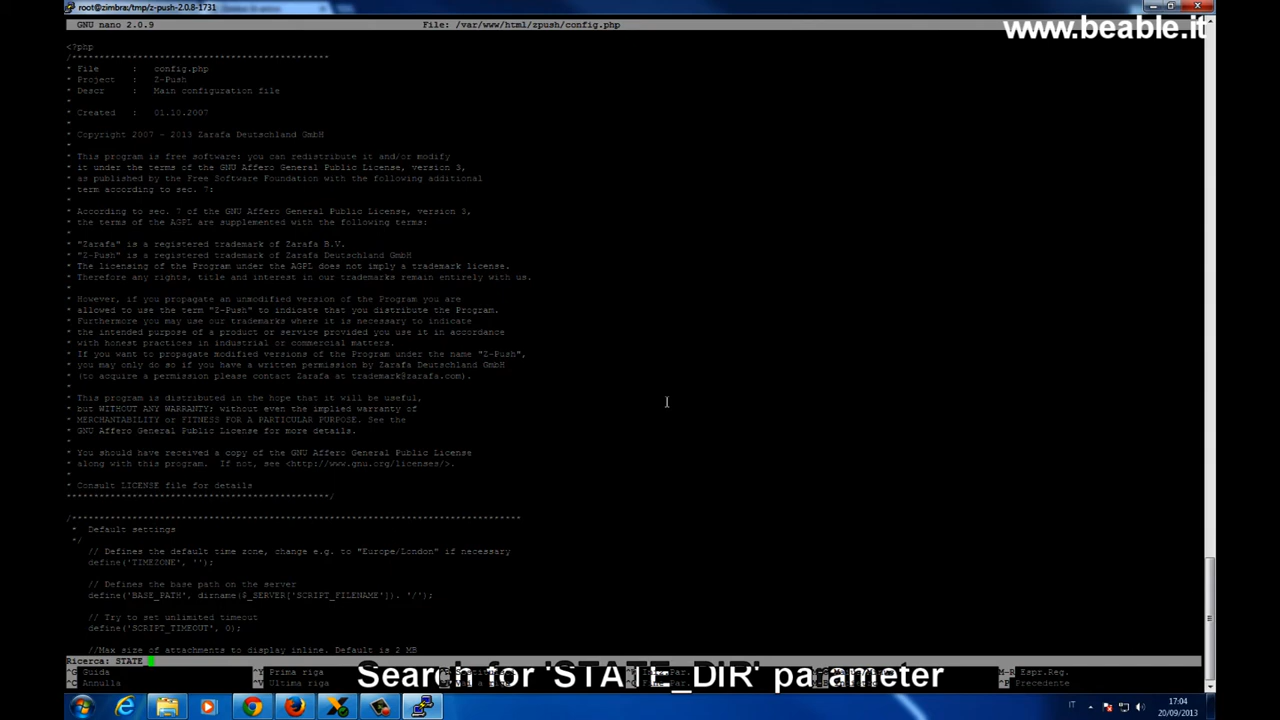 root@zimbra:/tmp/z-push-2.0.8-1731
GNU nano 2.0.9 File: /var/www/html/zpush/config.php
www.beable.it
<?php
/***********************************************
* File : config.php
* Project : Z-Push
* Descr : Main configuration file
*
* Created : 01.10.2007
*
* Copyright 2007 - 2013 Zarafa Deutschland GmbH
*
* This program is free software: you can redistribute it and/or modify
* it under the terms of the GNU Affero General Public License, version 3,
* as published by the Free Software Foundation with the following additional
* term according to sec. 7:
*
* According to sec. 7 of the GNU Affero General Public License, version 3,
* the terms of the AGPL are supplemented with the following terms:
*
* "Zarafa" is a registered trademark of Zarafa B.V.
* "Z-Push" is a registered trademark of Zarafa Deutschland GmbH
* The licensing of the Program under the AGPL does not imply a trademark license.
* Therefore any rights, title and interest in our trademarks remain entirely with us.
*
* However, if you propagate an unmodified version of the Program you are
* allowed to use the term "Z-Push" to indicate that you distribute the Program.
* Furthermore you may use our trademarks where it is necessary to indicate
* the intended purpose of a product or service provided you use it in accordance
* with honest practices in industrial or commercial matters.
* If you want to propagate modified versions of the Program under the name "Z-Push",
* you may only do so if you have a written permission by Zarafa Deutschland GmbH
* (to acquire a permission please contact Zarafa at trademark@zarafa.com).
*
* This program is distributed in the hope that it will be useful,
* but WITHOUT ANY WARRANTY; without even the implied warranty of
* MERCHANTABILITY or FITNESS FOR A PARTICULAR PURPOSE. See the
* GNU Affero General Public License for more details.
*
* You should have received a copy of the GNU Affero General Public License
* along with this program. If not, see <http://www.gnu.org/licenses/>.
*
* Consult LICENSE file for details
************************************************/
/**********************************************************************************
* Default settings
*/
// Defines the default time zone, change e.g. to "Europe/London" if necessary
define('TIMEZONE', '');
// Defines the base path on the server
define('BASE_PATH', dirname($_SERVER['SCRIPT_FILENAME']). '/');
// Try to set unlimited timeout
define('SCRIPT_TIMEOUT', 0);
//Max size of attachments to display inline. Default is 2 MB
Ricerca: STATE
^G Guida ^Y Prima riga M-R Espr.Reg.
^C Annulla ^V Ultima riga ^P Precedente
Search for 'STATE_DIR' parameter
IT
17:04
20/09/2013